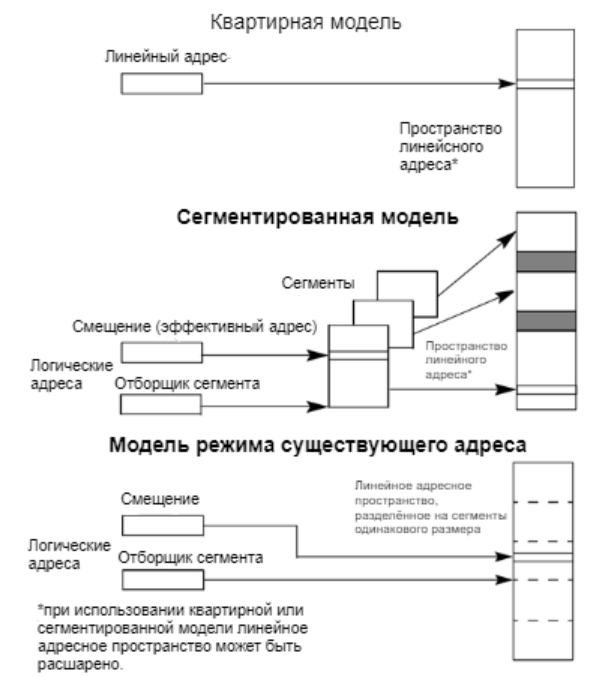 Квартирная модель
Линейный адрес
Пространство
линейсного
адреса*
Сегментированная модель
Сегменты
Смещение (эффективный адрес)
Логические
адреса
Отборщик сегмента
Пространство
линейного
адреса*
Модель режима существующего адреса
Линейное адресное
пространство,
разделённое на сегменты
одинакового размера
Смещение
Логические
адреса
Отборщик сегмента
*при использовании квартирной или
сегментированной модели линейное
адресное пространство может быть
расшарено.